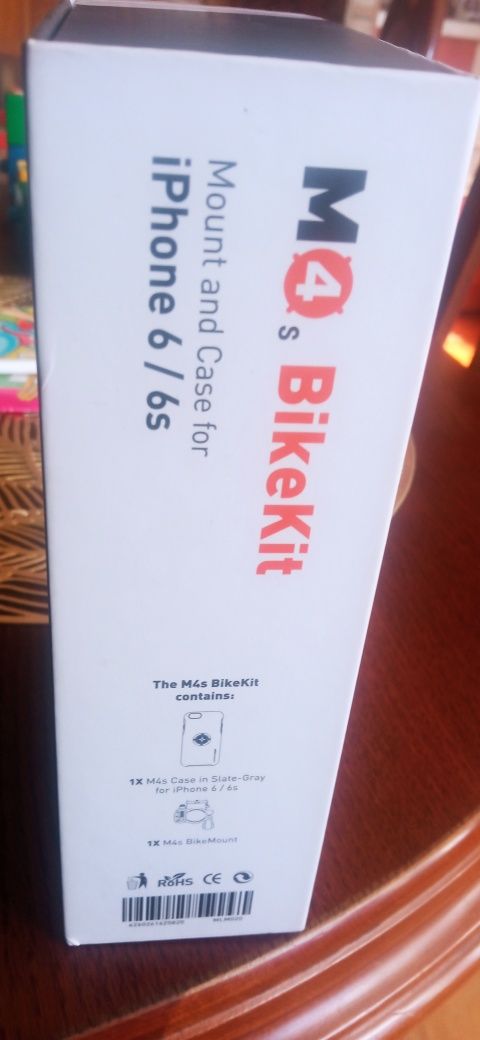 M4s BikeKit
Mount and Case for
iPhone 6 / 6s
The M4s BikeKit
contains:
1X M4s Case in Slate-Gray
for iPhone 6 / 6s
1X M4s BikeMount
RoHS CE
MLM020